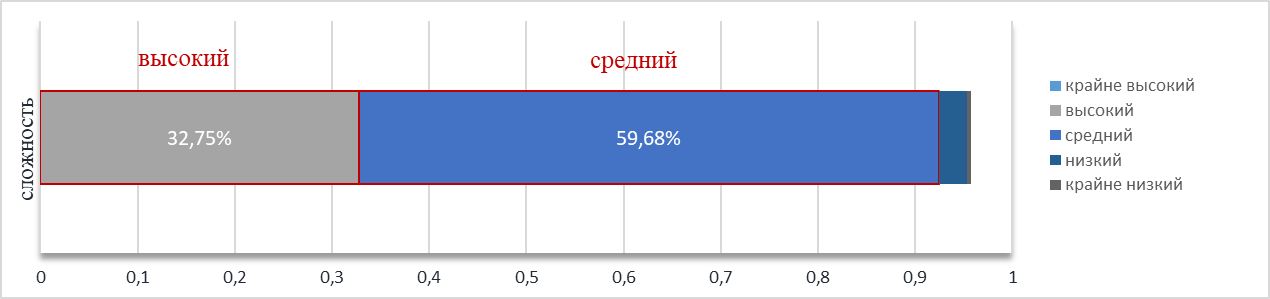 высокий
средний
сложность
32,75%
59,68%
крайне высокий
высокий
средний
низкий
крайне низкий
0
0,1
0,2
0,3
0,4
0,5
0,6
0,7
0,8
0,9
1